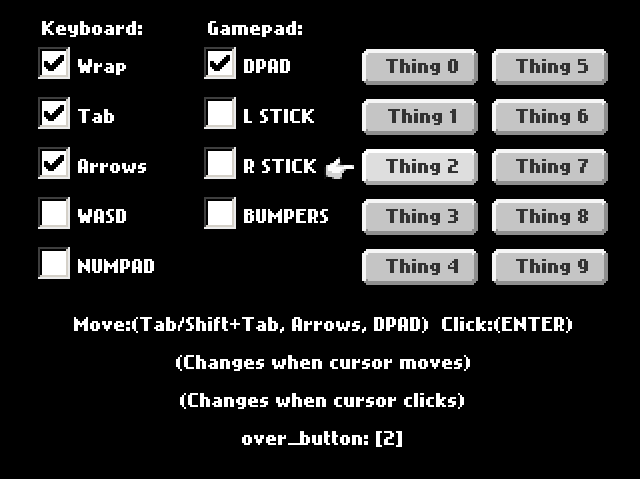 Keyboard: Gamepad:
Wrap DPAD Thing 0 Thing 5
Tab L STICK Thing 1 Thing 6
Arrows R STICK Thing 2 Thing 7
WASD BUMPERS Thing 3 Thing 8
NUMPAD Thing 4 Thing 9
Move:(Tab/Shift+Tab, Arrows, DPAD) Click:(ENTER)
(Changes when cursor moves)
(Changes when cursor clicks)
over_button: [2]